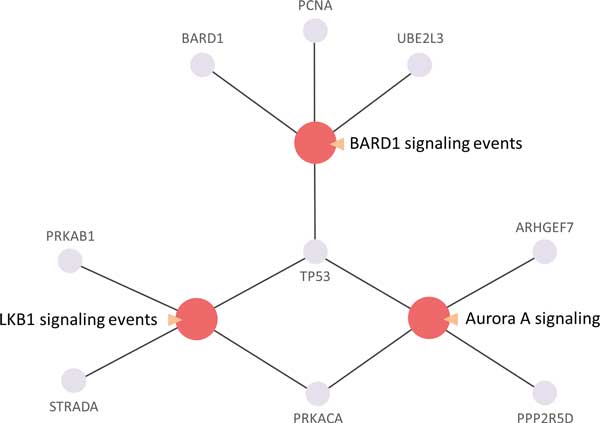 PCNA
BARD1
UBE2L3
BARD1 signaling events
PRKAB1
ARHGEF7
TP53
LKB1 signaling events
Aurora A signaling
STRADA
PRKACA
PPP2R5D